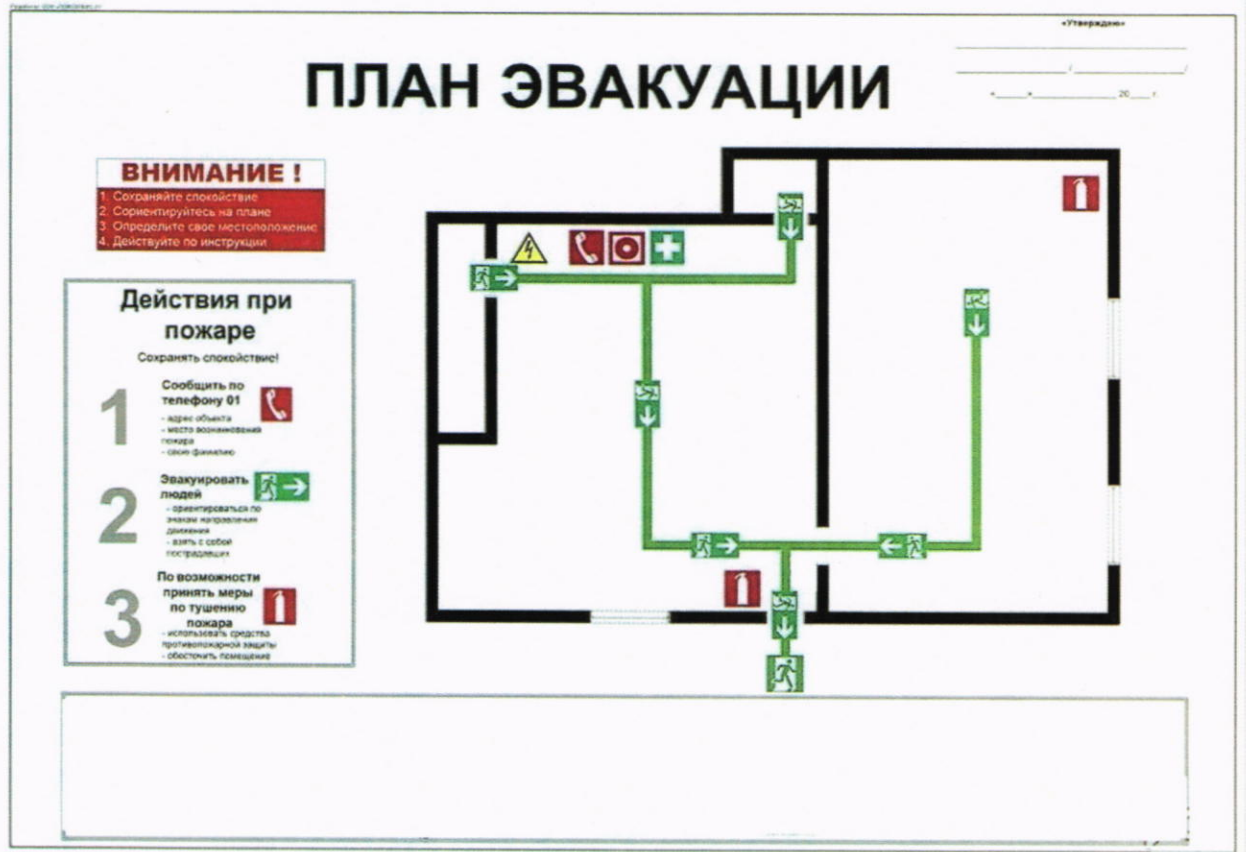 «Утверждаю»
/ /
« » 20 г.
ПЛАН ЭВАКУАЦИИ
ВНИМАНИЕ !
1. Сохраняйте спокойствие
2. Сориентируйтесь на плане
3. Определите свое местоположение
4. Действуйте по инструкции
Действия при
пожаре
Сохранять спокойствие!
1
Сообщить по
телефону 01
- адрес объекта
- место возникновения
пожара
- свою фамилию
2
Эвакуировать
людей
- ориентироваться по
знакам направления
движения
- взять с собой
пострадавших
3
По возможности
принять меры
по тушению
пожара
- использовать средства
противопожарной защиты
- обесточить помещение